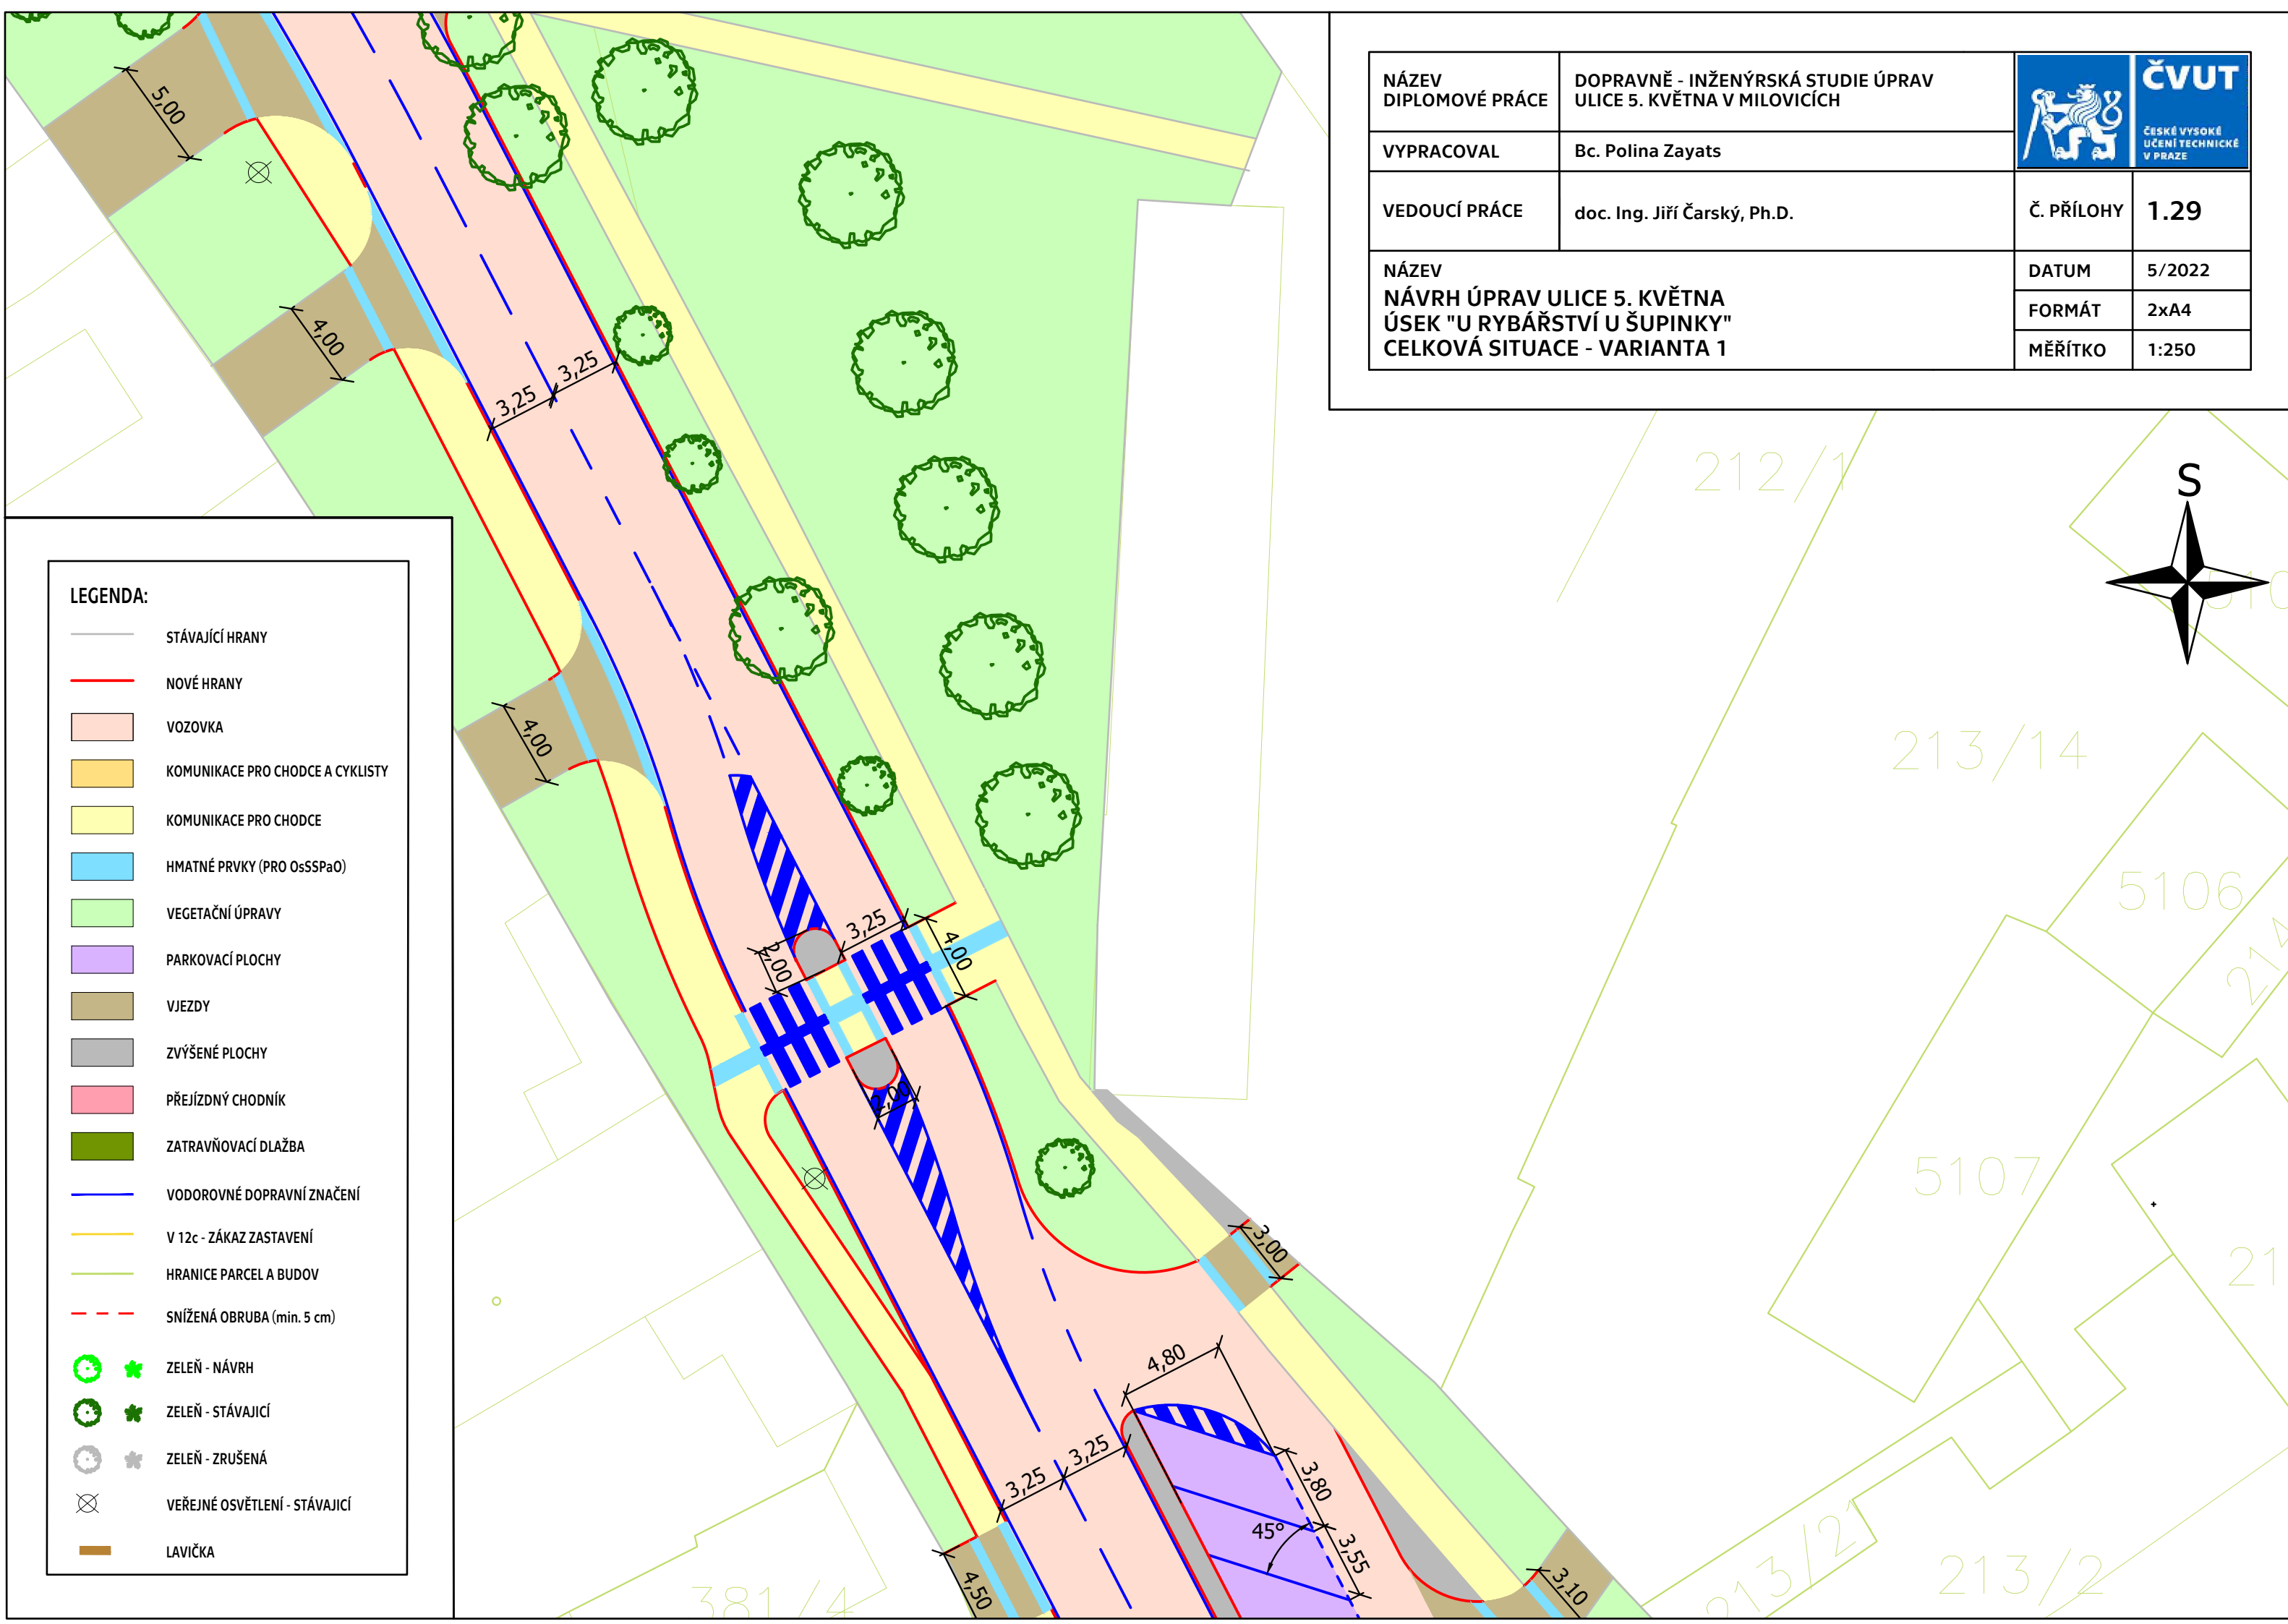 NÁZEV
DIPLOMOVÉ PRÁCE
DOPRAVNĚ - INŽENÝRSKÁ STUDIE ÚPRAV
ULICE 5. KVĚTNA V MILOVICÍCH
ČVUT
ČESKÉ VYSOKÉ
UČENÍ TECHNICKÉ
V PRAZE
VYPRACOVAL
Bc. Polina Zayats
VEDOUCÍ PRÁCE
doc. Ing. Jiří Čarský, Ph.D.
Č. PŘÍLOHY
1.29
NÁZEV
NÁVRH ÚPRAV ULICE 5. KVĚTNA
ÚSEK "U RYBÁŘSTVÍ U ŠUPINKY"
CELKOVÁ SITUACE - VARIANTA 1
DATUM
5/2022
FORMÁT
2xA4
MĚŘÍTKO
1:250
5,00
4,00
3,25
3,25
212/1
S
510
LEGENDA:
STÁVAJÍCÍ HRANY
NOVÉ HRANY
VOZOVKA
KOMUNIKACE PRO CHODCE A CYKLISTY
KOMUNIKACE PRO CHODCE
HMATNÉ PRVKY (PRO OsSSPaO)
VEGETAČNÍ ÚPRAVY
PARKOVACÍ PLOCHY
VJEZDY
ZVÝŠENÉ PLOCHY
PŘEJÍZDNÝ CHODNÍK
ZATRAVŇOVACÍ DLAŽBA
VODOROVNÉ DOPRAVNÍ ZNAČENÍ
V 12c - ZÁKAZ ZASTAVENÍ
HRANICE PARCEL A BUDOV
SNÍŽENÁ OBRUBA (min. 5 cm)
ZELEŇ - NÁVRH
ZELEŇ - STÁVAJICÍ
ZELEŇ - ZRUŠENÁ
VEŘEJNÉ OSVĚTLENÍ - STÁVAJICÍ
LAVIČKA
4,00
213/14
5106
214
3,25
2,00
4,00
2,00
5107
3,00
21
4,80
3,25
3,25
3,80
45°
3,55
4,50
3,10
381/4
213/2
213/2